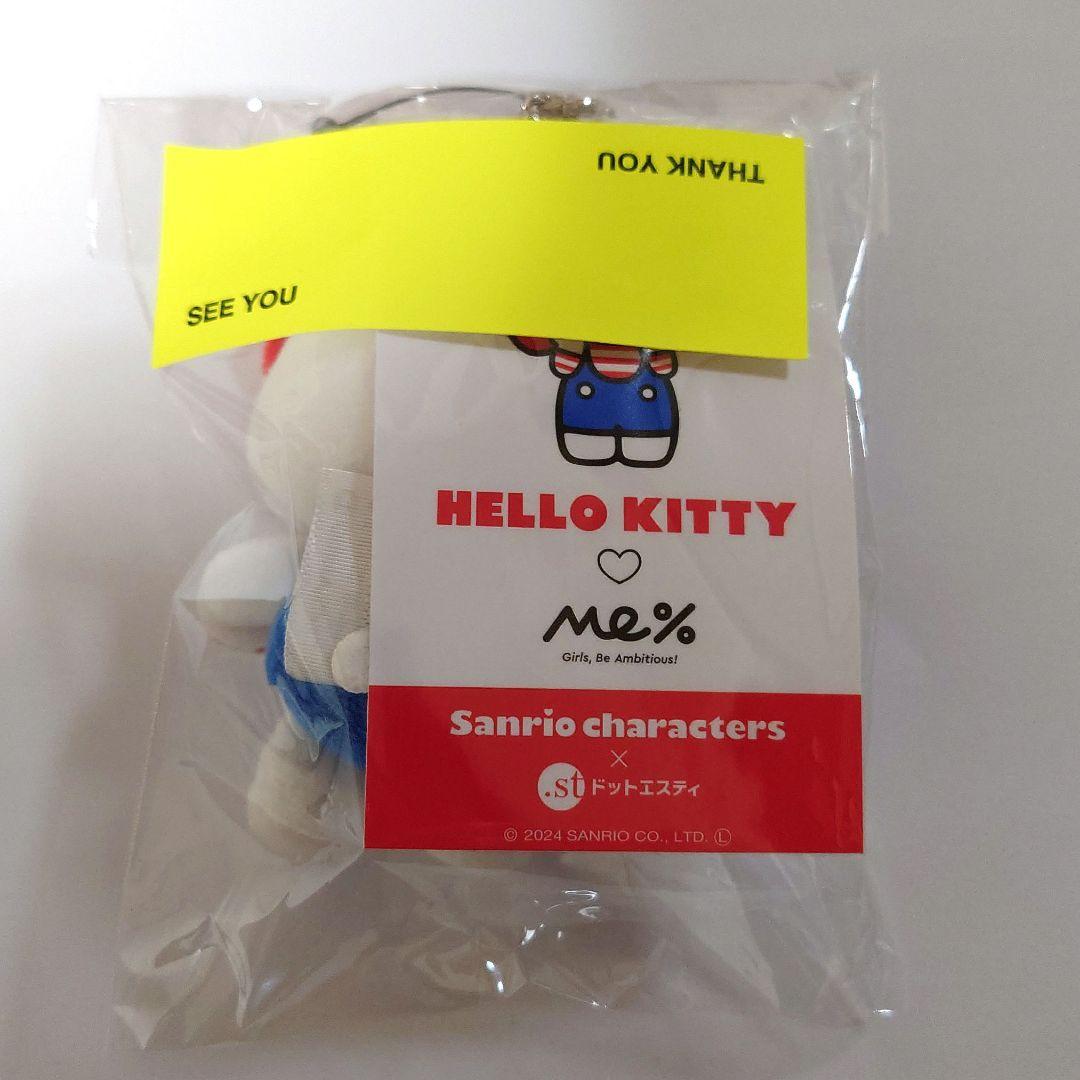 THANK YOU
SEE YOU
HELLO KITTY
me%
Girls, Be Ambitious!
Sanrio characters
×
.st ドットエスティ
© 2024 SANRIO CO., LTD. Ⓛ